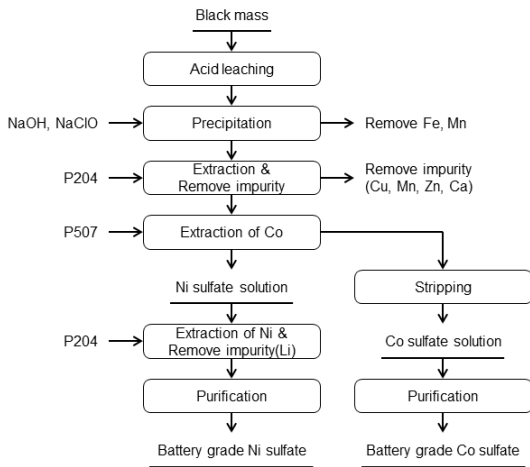 Black mass
Acid leaching
NaOH, NaClO
Precipitation
Remove Fe, Mn
P204
Extraction &
Remove impurity
Remove impurity
(Cu, Mn, Zn, Ca)
P507
Extraction of Co
Ni sulfate solution
Stripping
P204
Extraction of Ni &
Remove impurity(Li)
Co sulfate solution
Purification
Purification
Battery grade Ni sulfate
Battery grade Co sulfate